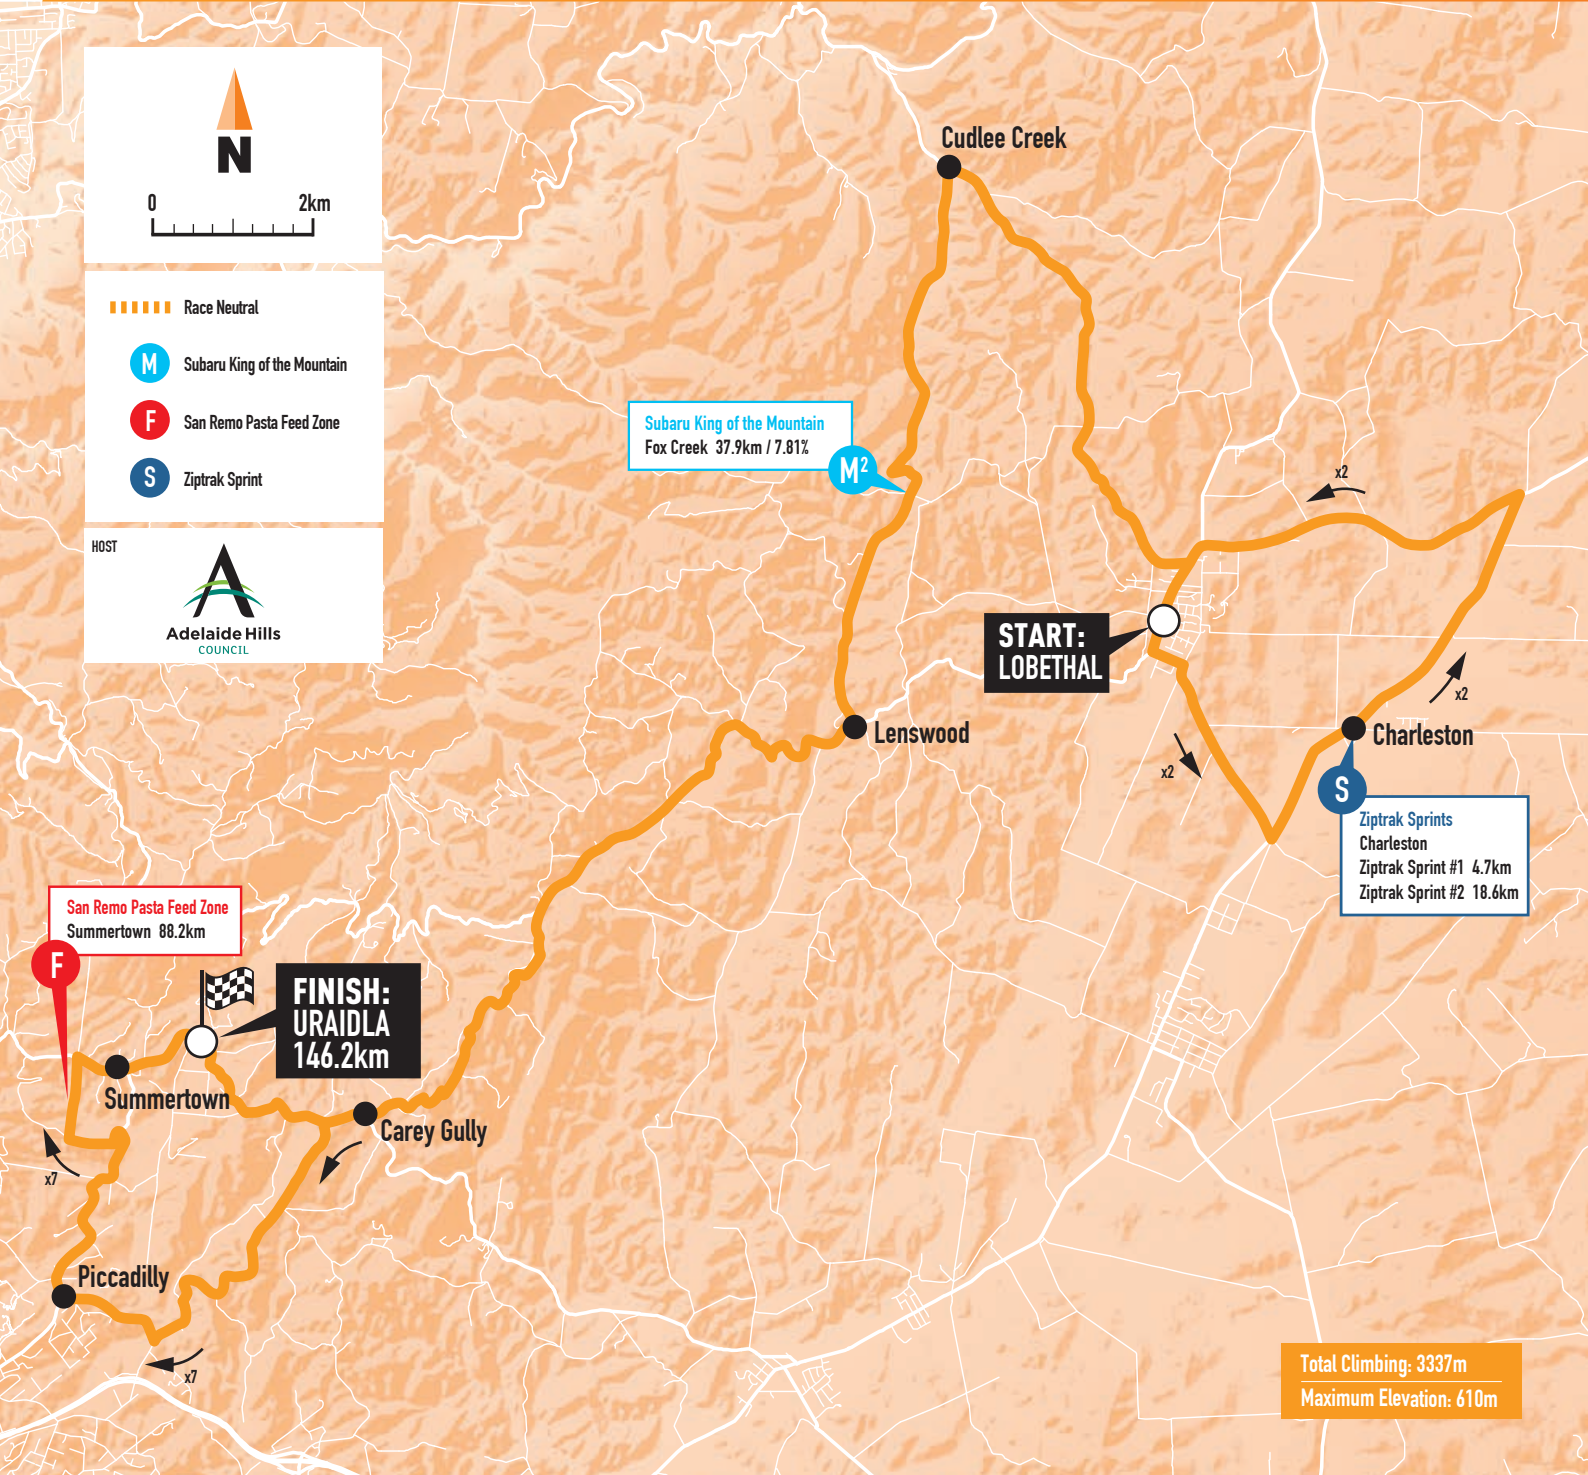 N
0
2km
Race Neutral
M
Subaru King of the Mountain
F
San Remo Pasta Feed Zone
S
Ziptrak Sprint
HOST
Adelaide Hills
COUNCIL
Cudlee Creek
Subaru King of the Mountain
Fox Creek 37.9km / 7.81%
M²
x2
START:
LOBETHAL
x2
Charleston
Lenswood
x2
S
Ziptrak Sprints
Charleston
Ziptrak Sprint #1 4.7km
Ziptrak Sprint #2 18.6km
San Remo Pasta Feed Zone
Summertown 88.2km
F
FINISH:
URAIDLA
146.2km
Summertown
Carey Gully
x7
Piccadilly
x7
Total Climbing: 3337m
Maximum Elevation: 610m